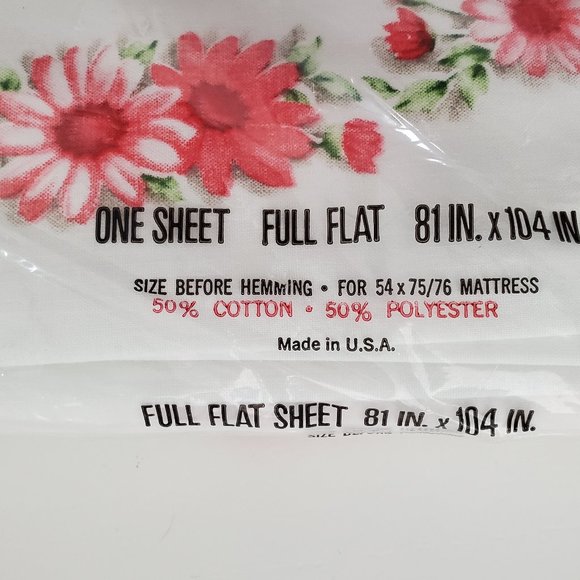 ONE SHEET FULL FLAT 81 IN. X 104 IN
SIZE BEFORE HEMMING • FOR 54 x 75/76 MATTRESS
50% COTTON • 50% POLYESTER
Made in U.S.A.
FULL FLAT SHEET 81 IN. x 104 IN.
SIZE